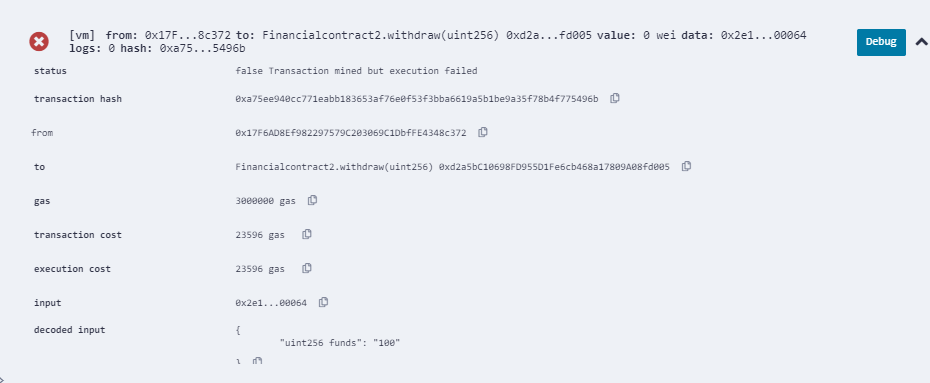 [vm] from: 0x17F...8c372 to: Financialcontract2.withdraw(uint256) 0xd2a...fd005 value: 0 wei data: 0x2e1...00064
logs: 0 hash: 0xa75...5496b
Debug
status false Transaction mined but execution failed
transaction hash 0xa75ee940cc771eabb183653af76e0f53f3bba6619a5b1be9a35f78b4f775496b
from 0x17F6AD8Ef982297579C203069C1DbfFE4348c372
to Financialcontract2.withdraw(uint256) 0xd2a5bC10698FD955D1Fe6cb468a17809A08fd005
gas 3000000 gas
transaction cost 23596 gas
execution cost 23596 gas
input 0x2e1...00064
decoded input {
"uint256 funds": "100"
}